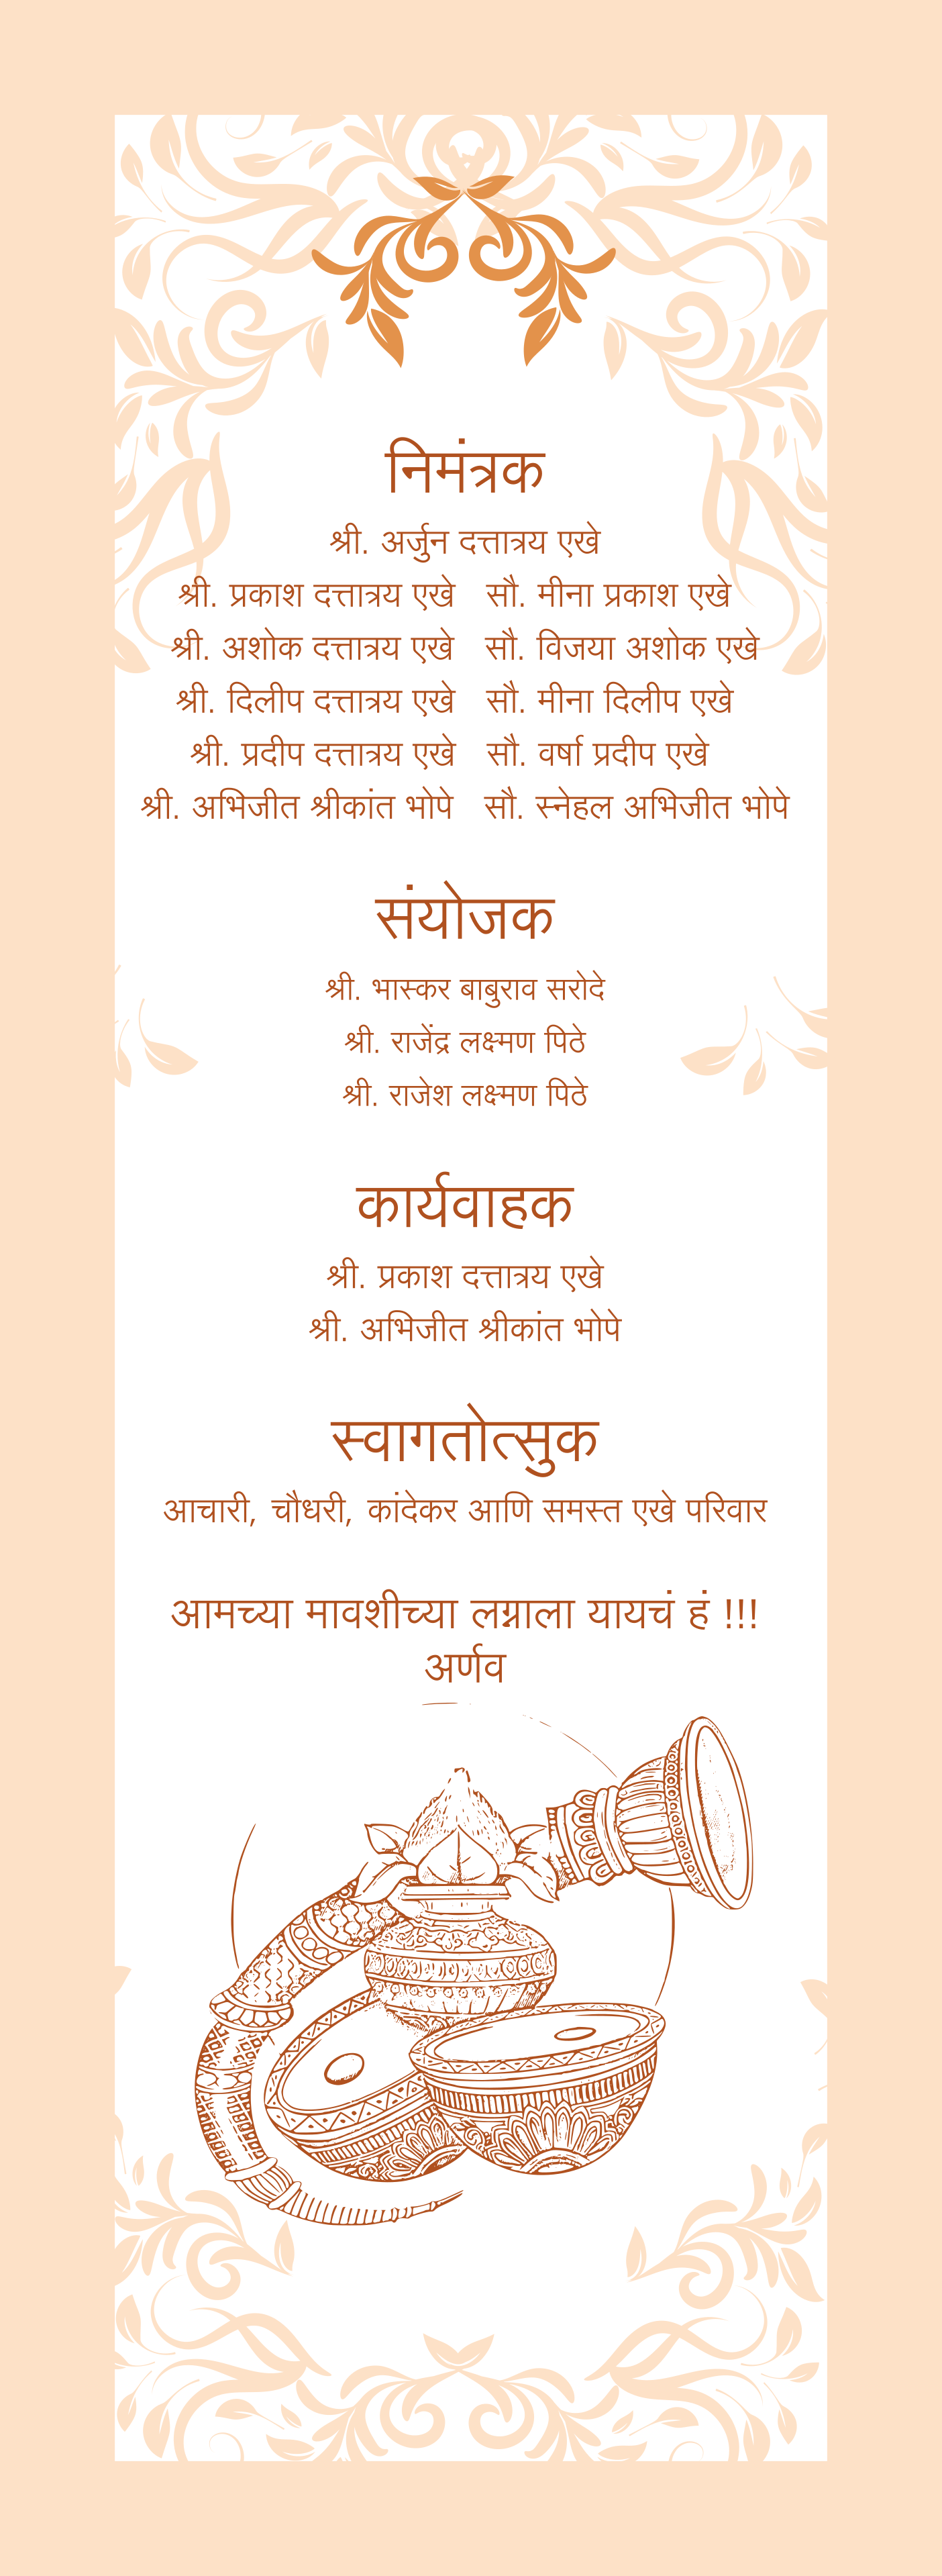 निमंत्रक
श्री. अर्जुन दत्तात्रय एखे
श्री. प्रकाश दत्तात्रय एखे सौ. मीना प्रकाश एखे
श्री. अशोक दत्तात्रय एखे सौ. विजया अशोक एखे
श्री. दिलीप दत्तात्रय एखे सौ. मीना दिलीप एखे
श्री. प्रदीप दत्तात्रय एखे सौ. वर्षा प्रदीप एखे
श्री. अभिजीत श्रीकांत भोपे सौ. स्नेहल अभिजीत भोपे
संयोजक
श्री. भास्कर बाबुराव सरोदे
श्री. राजेंद्र लक्ष्मण पिठे
श्री. राजेश लक्ष्मण पिठे
कार्यवाहक
श्री. प्रकाश दत्तात्रय एखे
श्री. अभिजीत श्रीकांत भोपे
स्वागतोत्सुक
आचारी, चौधरी, कांदेकर आणि समस्त एखे परिवार
आमच्या मावशीच्या लग्नाला यायचं हं !!!
अर्णव